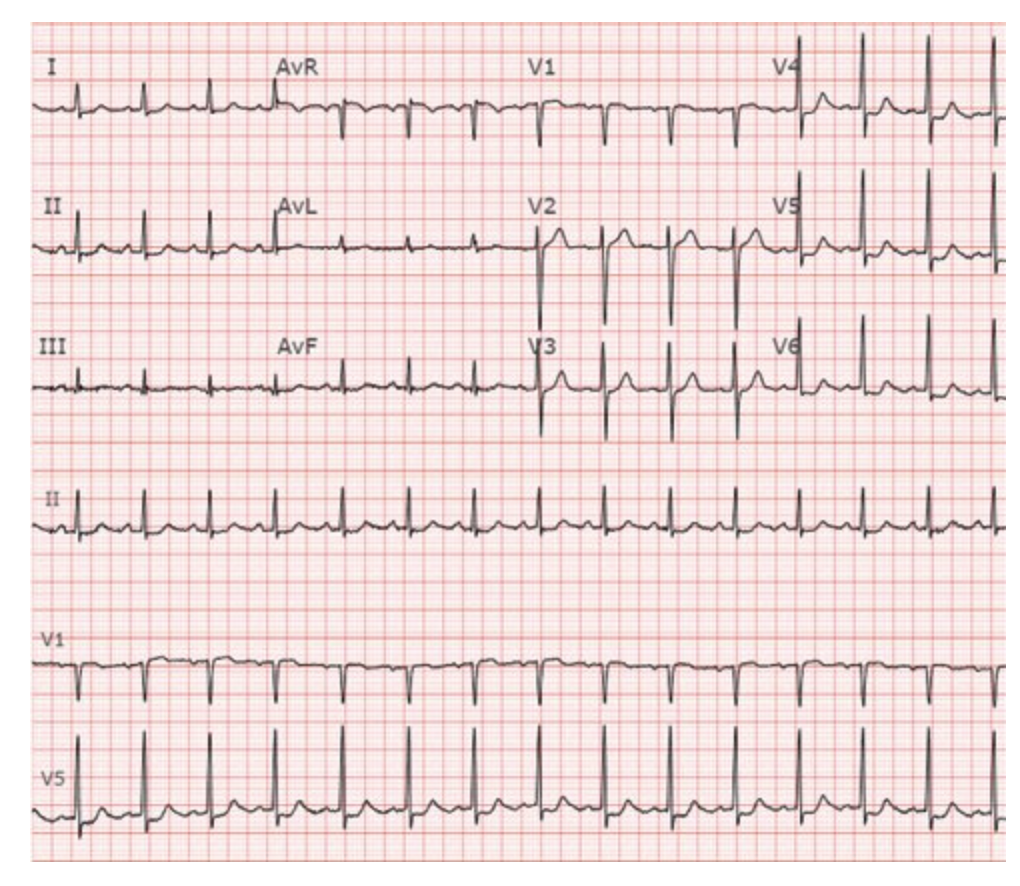 I AvR V1 V4
II AvL V2 V5
III AvF V3 V6
II
V1
V5